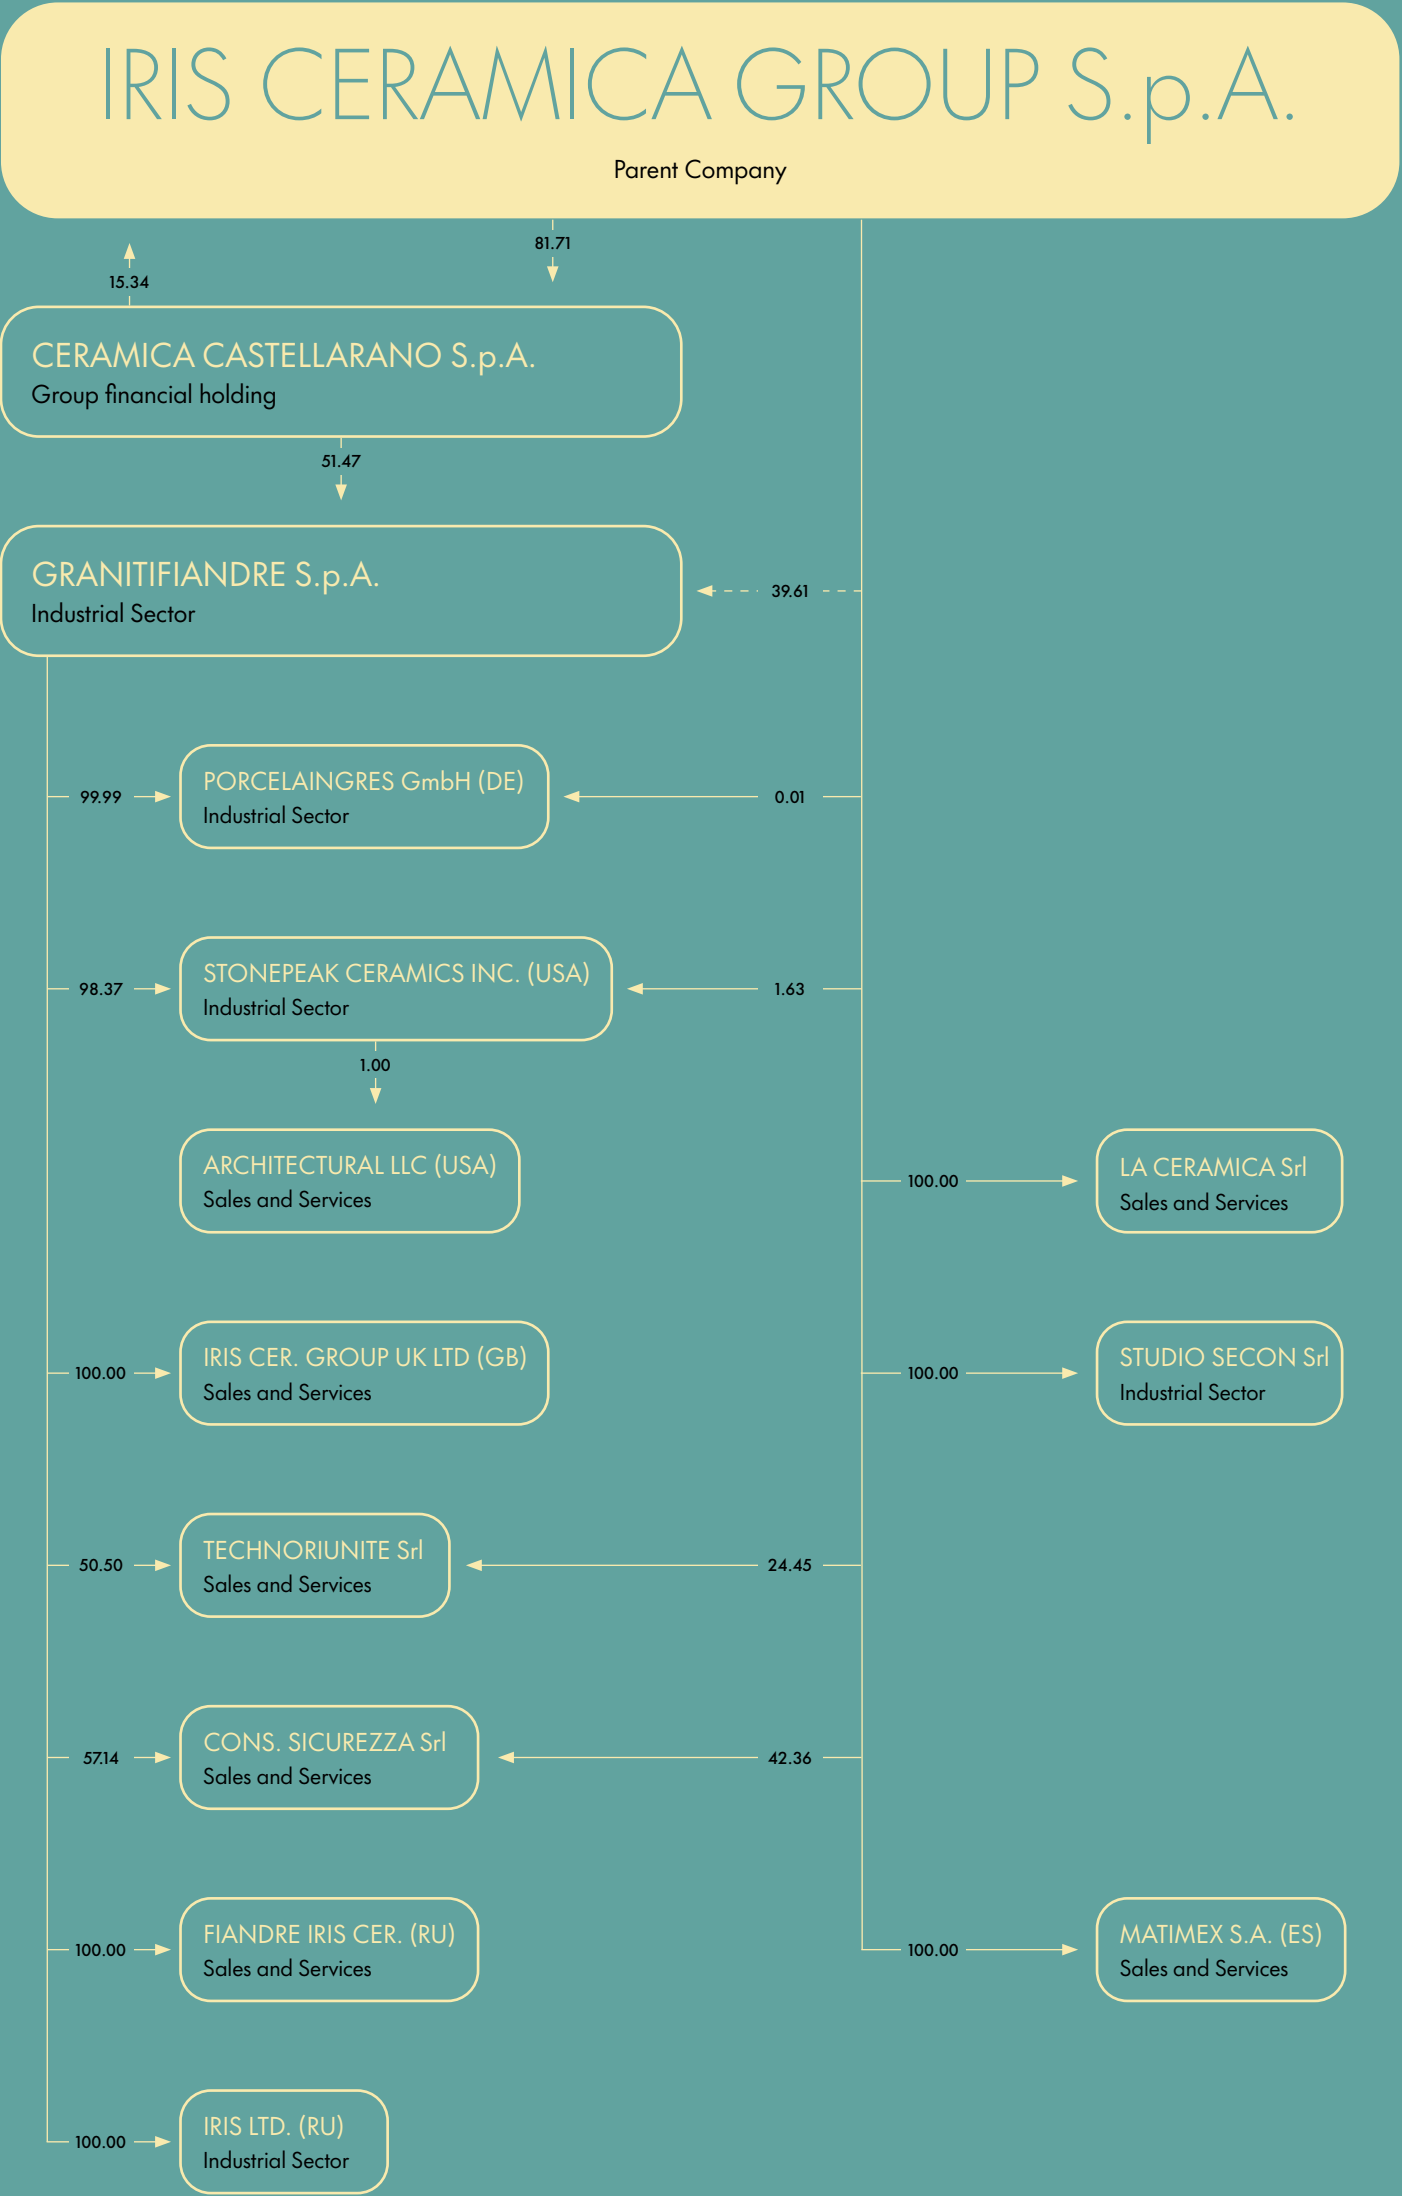 IRIS CERAMICA GROUP S.p.A.
Parent Company
81.71
15.34
CERAMICA CASTELLARANO S.p.A.
Group financial holding
51.47
GRANITIFIANDRE S.p.A.
Industrial Sector
39.61
99.99
PORCELAINGRES GmbH (DE)
Industrial Sector
0.01
98.37
STONEPEAK CERAMICS INC. (USA)
Industrial Sector
1.63
1.00
ARCHITECTURAL LLC (USA)
Sales and Services
100.00
LA CERAMICA Srl
Sales and Services
100.00
IRIS CER. GROUP UK LTD (GB)
Sales and Services
100.00
STUDIO SECON Srl
Industrial Sector
50.50
TECHNORIUNITE Srl
Sales and Services
24.45
57.14
CONS. SICUREZZA Srl
Sales and Services
42.36
100.00
FIANDRE IRIS CER. (RU)
Sales and Services
100.00
MATIMEX S.A. (ES)
Sales and Services
100.00
IRIS LTD. (RU)
Industrial Sector